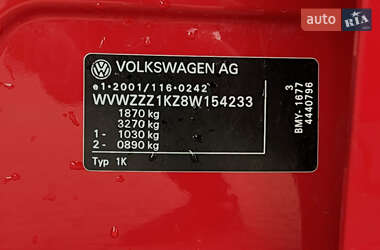 auto RIA
VOLKSWAGEN AG
e1*2001/116*0242
WVWZZZ1KZ8W154233
1870 kg
3270 kg
1- 1030 kg
2- 0890 kg
Typ 1K
3
BMY-1677
4440796